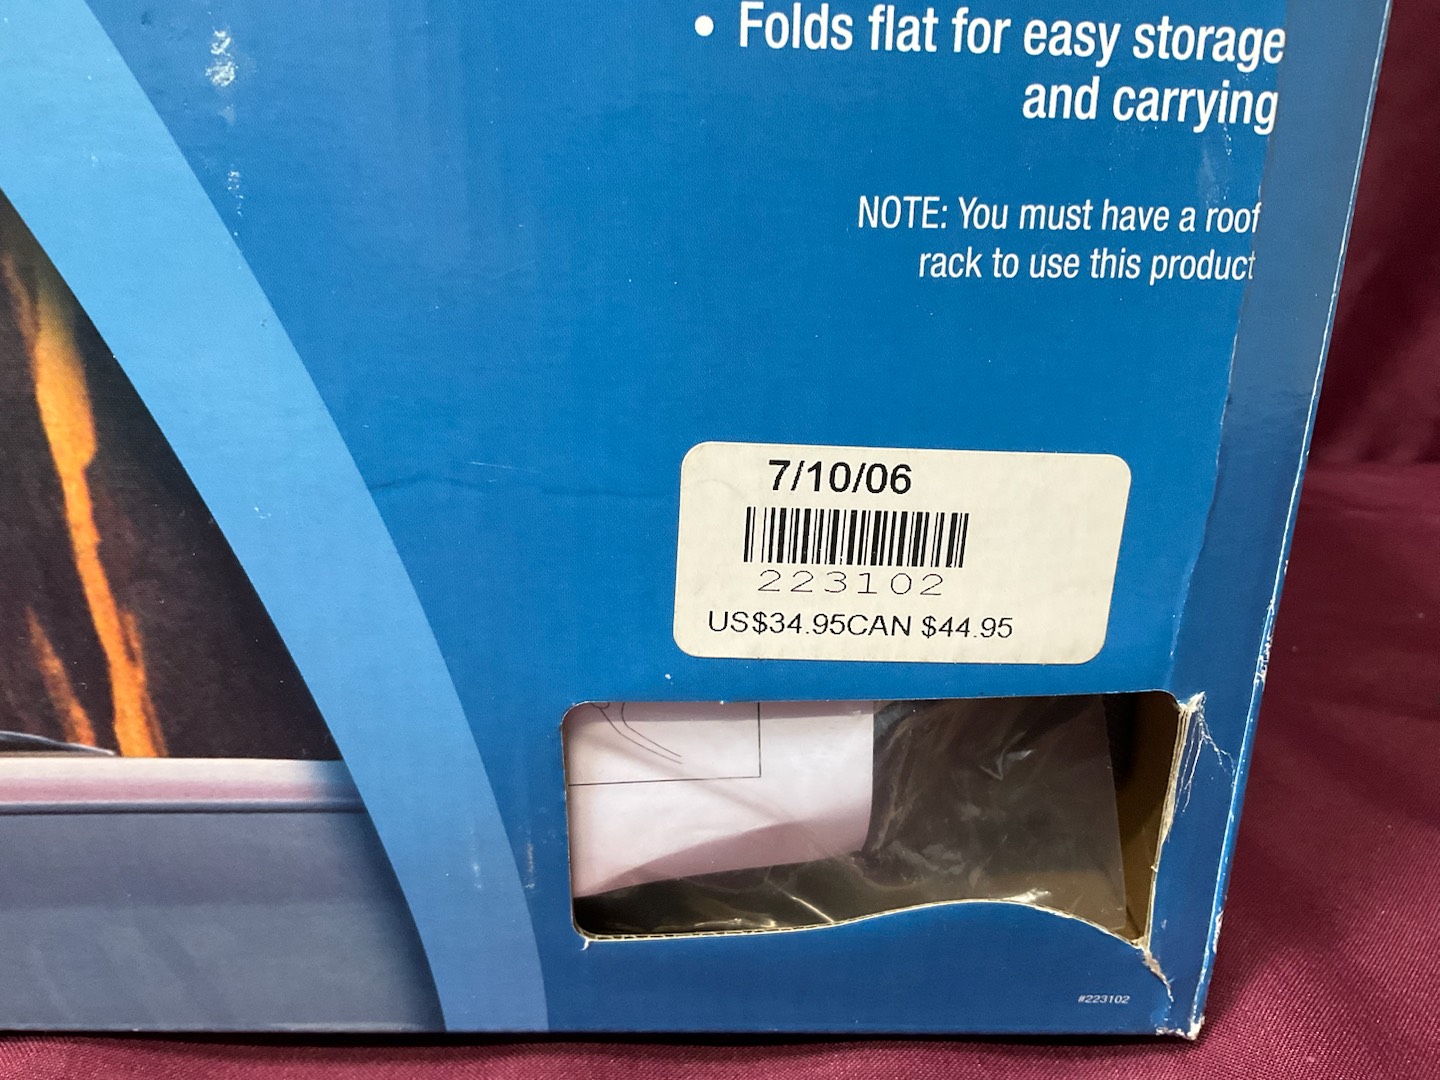 • Folds flat for easy storage
and carrying
NOTE: You must have a roof
rack to use this product
7/10/06
223102
US$34.95CAN $44.95
#223102